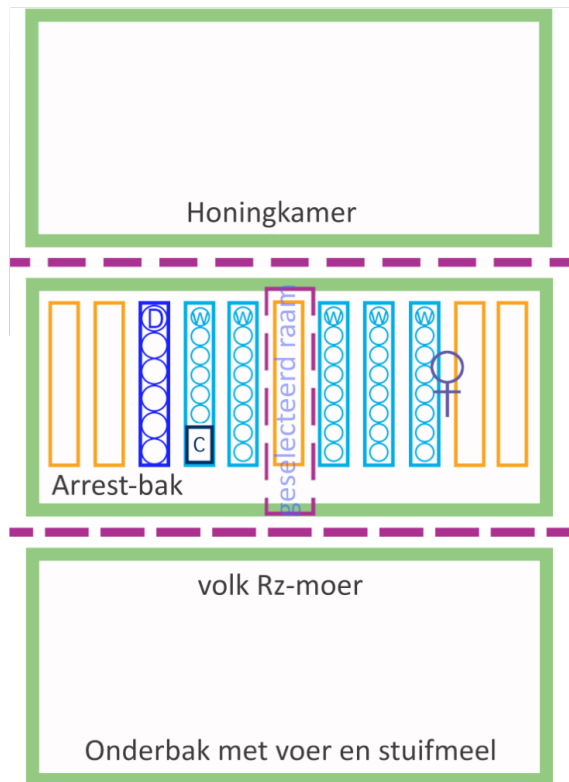 Honingkamer
D W W W W W
geselecteerd raam
C
Arrest-bak
volk Rz-moer
Onderbak met voer en stuifmeel